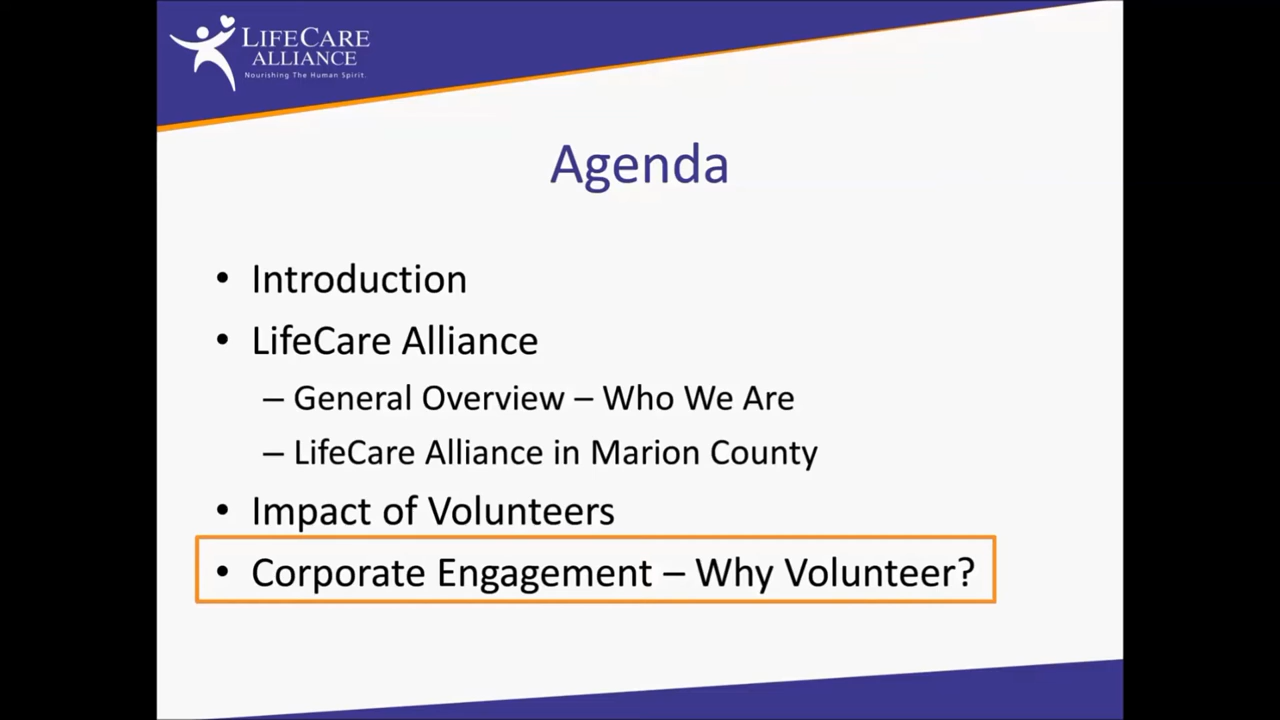 LIFECARE
ALLIANCE
Nourishing The Human Spirit.
Agenda
• Introduction
• LifeCare Alliance
– General Overview – Who We Are
– LifeCare Alliance in Marion County
• Impact of Volunteers
• Corporate Engagement – Why Volunteer?